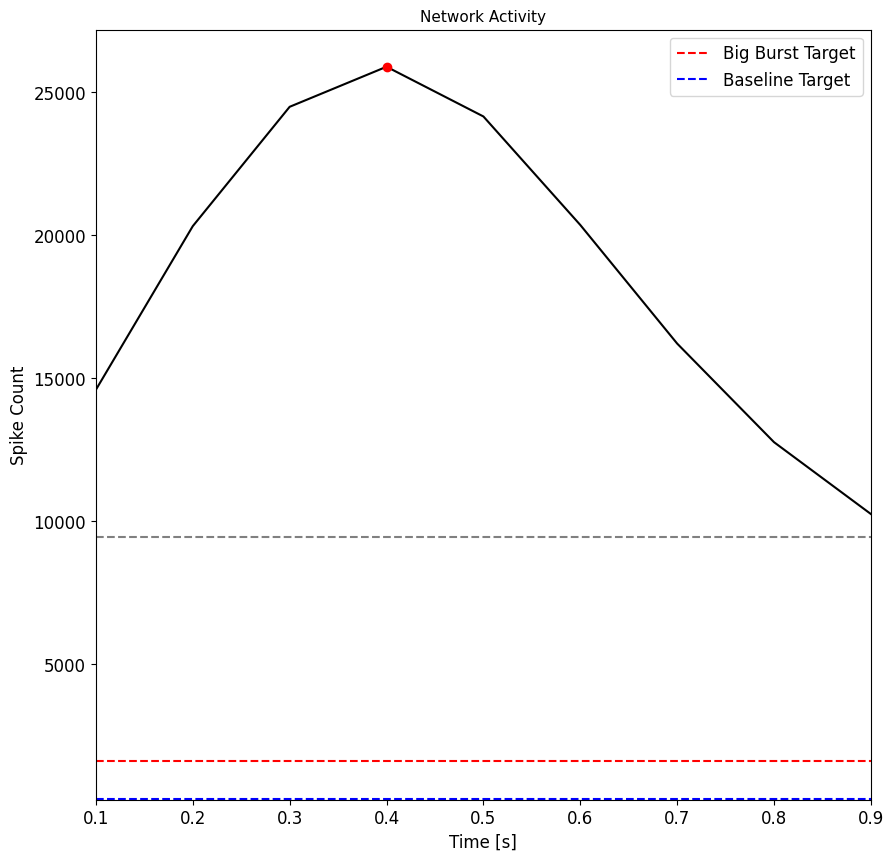 Network Activity
Big Burst Target
Baseline Target
25000
20000
15000
10000
5000
Spike Count
0.1 0.2 0.3 0.4 0.5 0.6 0.7 0.8 0.9
Time [s]